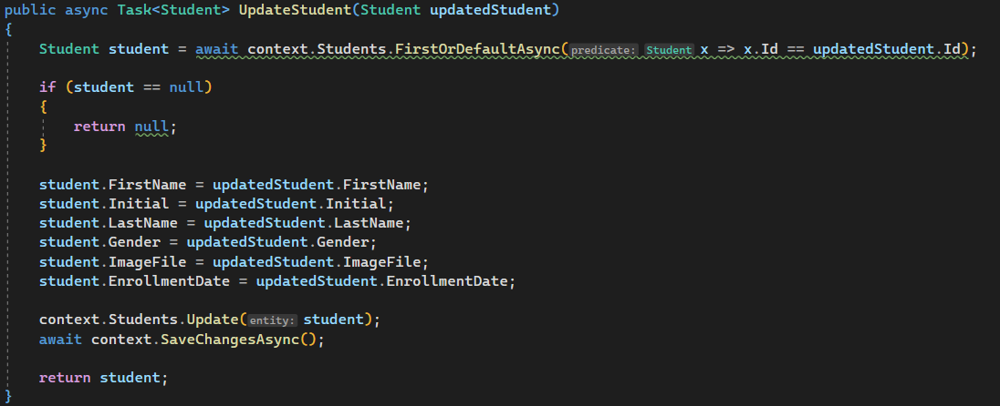 public async Task<Student> UpdateStudent(Student updatedStudent)
{
Student student = await context.Students.FirstOrDefaultAsync(predicate: Student x => x.Id == updatedStudent.Id);
if (student == null)
{
return null;
}
student.FirstName = updatedStudent.FirstName;
student.Initial = updatedStudent.Initial;
student.LastName = updatedStudent.LastName;
student.Gender = updatedStudent.Gender;
student.ImageFile = updatedStudent.ImageFile;
student.EnrollmentDate = updatedStudent.EnrollmentDate;
context.Students.Update(entity: student);
await context.SaveChangesAsync();
return student;
}